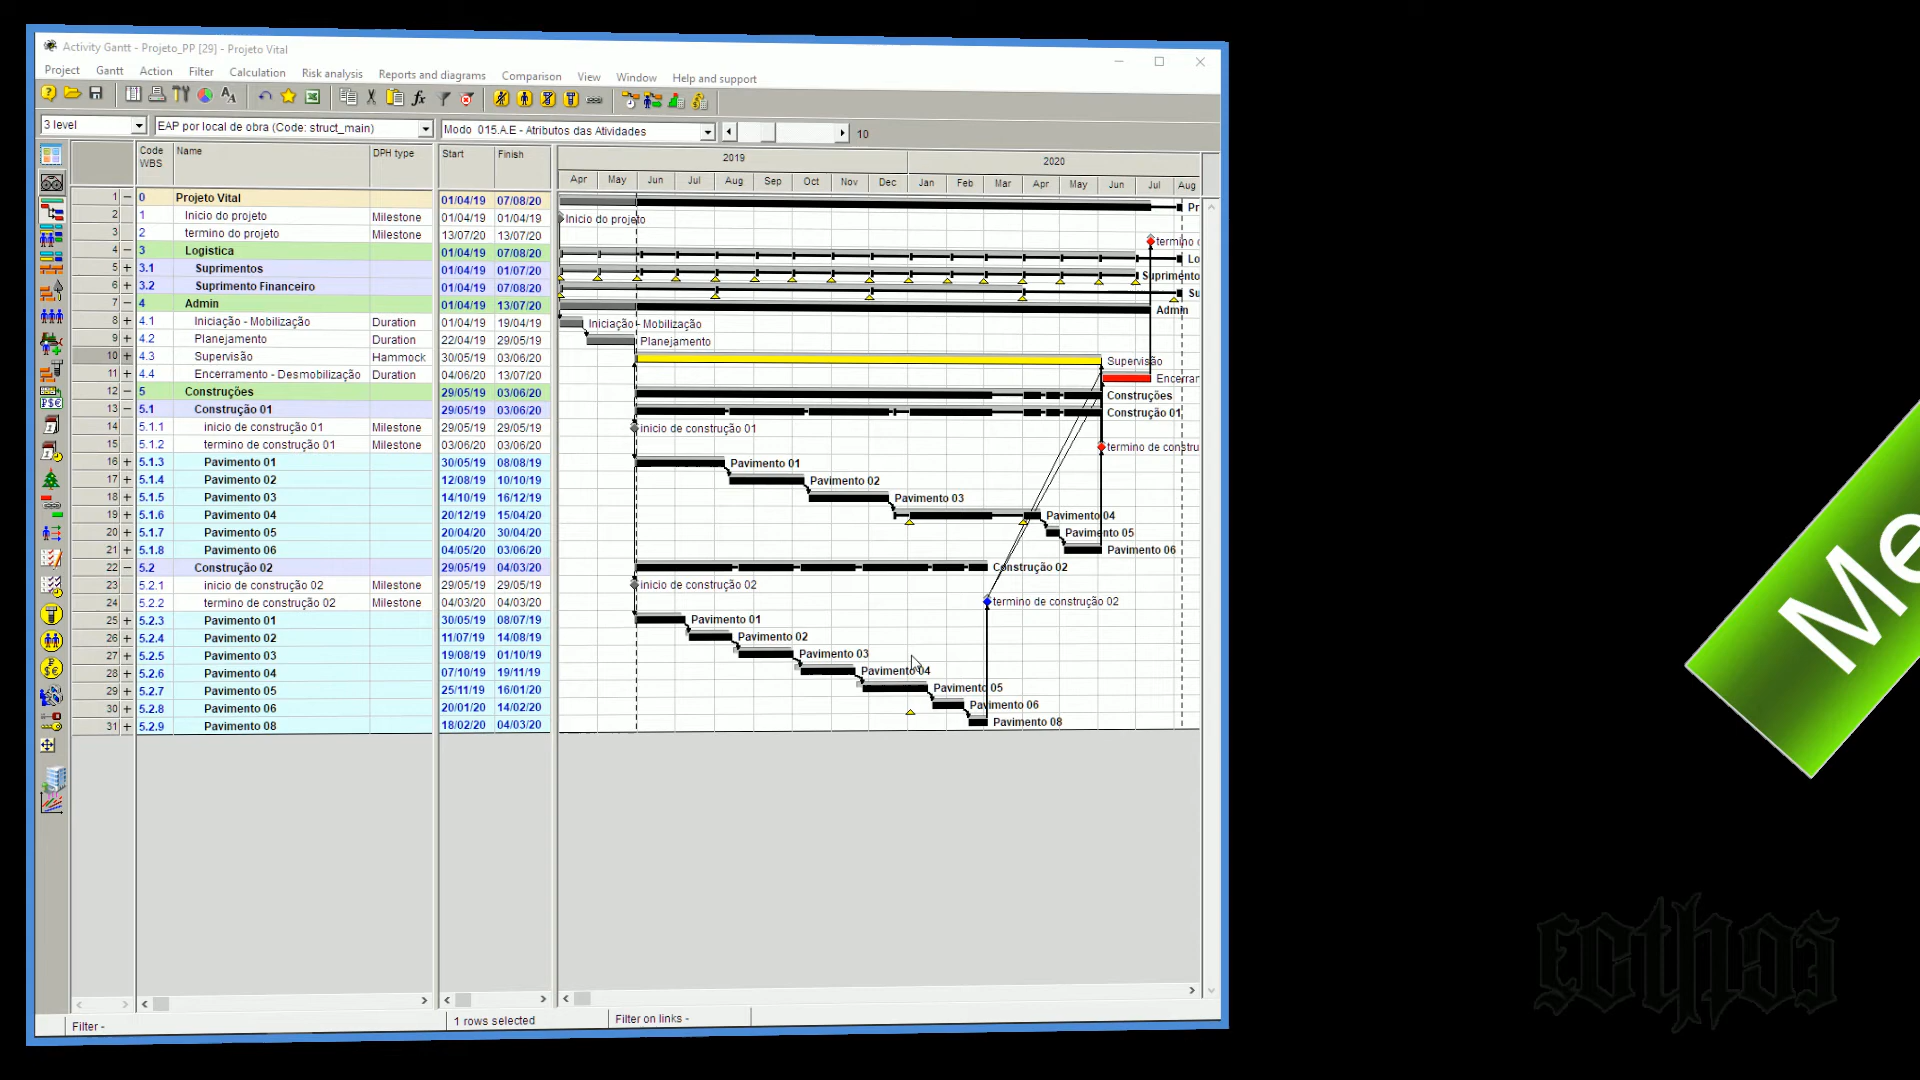 Activity Gantt - Projeto_PP [29] - Projeto Vital
Project Gantt Action Filter Calculation Risk analysis Reports and diagrams Comparison View Window Help and support
3 level EAP por local de obra (Code: struct_main) Modo 015.A.E - Atributos das Atividades 10
Code WBS Name DPH type Start Finish 2019 2020
Apr May Jun Jul Aug Sep Oct Nov Dec Jan Feb Mar Apr May Jun Jul Aug
1 0 Projeto Vital 01/04/19 07/08/20 Pr
2 1 Inicio do projeto Milestone 01/04/19 01/04/19 Inicio do projeto
3 2 termino do projeto Milestone 13/07/20 13/07/20 termino
4 3 Logistica 01/04/19 07/08/20 Lo
5 3.1 Suprimentos 01/04/19 01/07/20 Suprimento
6 3.2 Suprimento Financeiro 01/04/19 07/08/20 Su
7 4 Admin 01/04/19 13/07/20 Admin
8 4.1 Iniciação - Mobilização Duration 01/04/19 19/04/19 Iniciação - Mobilização
9 4.2 Planejamento Duration 22/04/19 29/05/19 Planejamento
10 4.3 Supervisão Hammock 30/05/19 03/06/20 Supervisão
11 4.4 Encerramento - Desmobilização Duration 04/06/20 13/07/20 Encerrar
12 5 Construções 29/05/19 03/06/20 Construções
13 5.1 Construção 01 29/05/19 03/06/20 Construção 01
14 5.1.1 inicio de construção 01 Milestone 29/05/19 29/05/19 inicio de construção 01
15 5.1.2 termino de construção 01 Milestone 03/06/20 03/06/20 termino de constru
16 5.1.3 Pavimento 01 30/05/19 08/08/19 Pavimento 01
17 5.1.4 Pavimento 02 12/08/19 10/10/19 Pavimento 02
18 5.1.5 Pavimento 03 14/10/19 16/12/19 Pavimento 03
19 5.1.6 Pavimento 04 20/12/19 15/04/20 Pavimento 04
20 5.1.7 Pavimento 05 20/04/20 30/04/20 Pavimento 05
21 5.1.8 Pavimento 06 04/05/20 03/06/20 Pavimento 06
22 5.2 Construção 02 29/05/19 04/03/20 Construção 02
23 5.2.1 inicio de construção 02 Milestone 29/05/19 29/05/19 inicio de construção 02
24 5.2.2 termino de construção 02 Milestone 04/03/20 04/03/20 termino de construção 02
25 5.2.3 Pavimento 01 30/05/19 08/07/19 Pavimento 01
26 5.2.4 Pavimento 02 11/07/19 14/08/19 Pavimento 02
27 5.2.5 Pavimento 03 19/08/19 01/10/19 Pavimento 03
28 5.2.6 Pavimento 04 07/10/19 19/11/19 Pavimento 04
29 5.2.7 Pavimento 05 25/11/19 16/01/20 Pavimento 05
30 5.2.8 Pavimento 06 20/01/20 14/02/20 Pavimento 06
31 5.2.9 Pavimento 08 18/02/20 04/03/20 Pavimento 08
Filter - 1 rows selected Filter on links -
Me